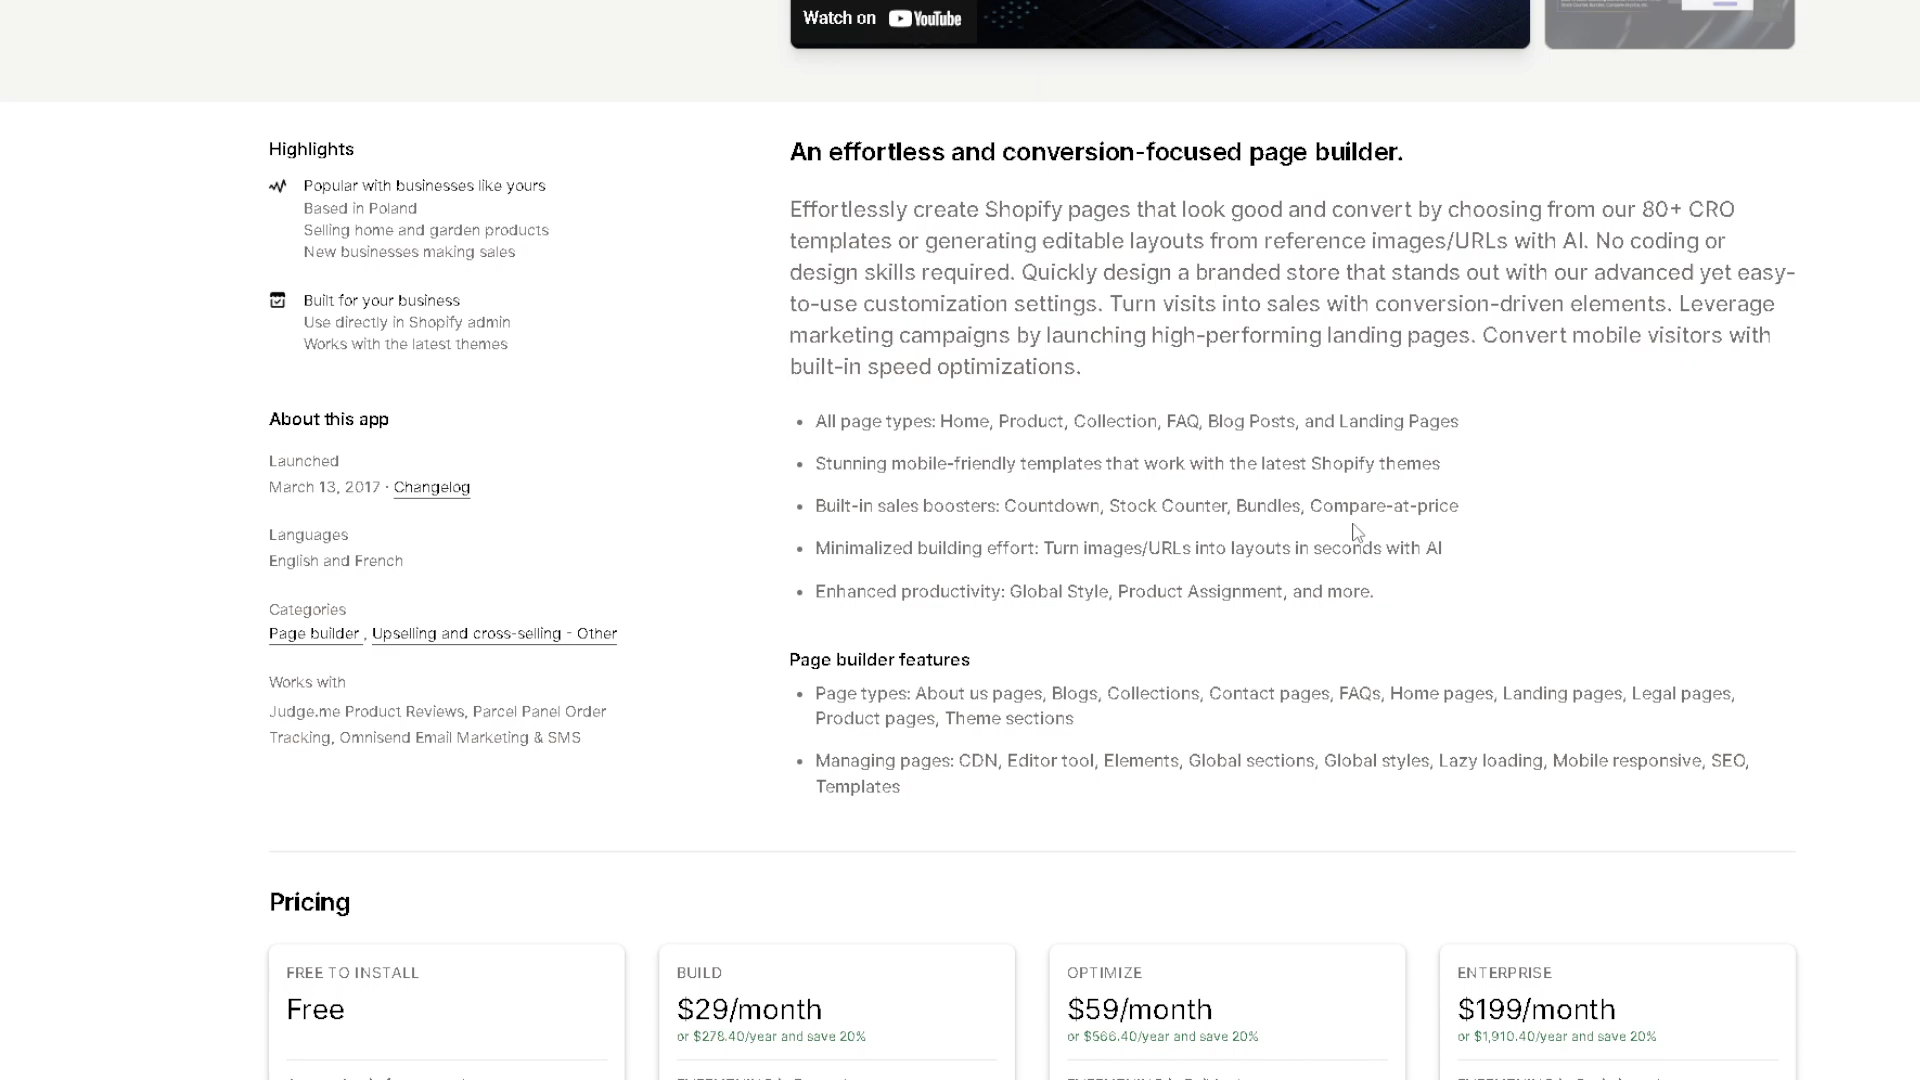 Watch on YouTube
Highlights
Popular with businesses like yours
Based in Poland
Selling home and garden products
New businesses making sales
Built for your business
Use directly in Shopify admin
Works with the latest themes
About this app
Launched
March 13, 2017 · Changelog
Languages
English and French
Categories
Page builder , Upselling and cross-selling - Other
Works with
Judge.me Product Reviews, Parcel Panel Order
Tracking, Omnisend Email Marketing & SMS
An effortless and conversion-focused page builder.
Effortlessly create Shopify pages that look good and convert by choosing from our 80+ CRO
templates or generating editable layouts from reference images/URLs with AI. No coding or
design skills required. Quickly design a branded store that stands out with our advanced yet easy-
to-use customization settings. Turn visits into sales with conversion-driven elements. Leverage
marketing campaigns by launching high-performing landing pages. Convert mobile visitors with
built-in speed optimizations.
• All page types: Home, Product, Collection, FAQ, Blog Posts, and Landing Pages
• Stunning mobile-friendly templates that work with the latest Shopify themes
• Built-in sales boosters: Countdown, Stock Counter, Bundles, Compare-at-price
• Minimalized building effort: Turn images/URLs into layouts in seconds with AI
• Enhanced productivity: Global Style, Product Assignment, and more.
Page builder features
• Page types: About us pages, Blogs, Collections, Contact pages, FAQs, Home pages, Landing pages, Legal pages,
Product pages, Theme sections
• Managing pages: CDN, Editor tool, Elements, Global sections, Global styles, Lazy loading, Mobile responsive, SEO,
Templates
Pricing
FREE TO INSTALL
Free
BUILD
$29/month
or $278.40/year and save 20%
OPTIMIZE
$59/month
or $566.40/year and save 20%
ENTERPRISE
$199/month
or $1,910.40/year and save 20%